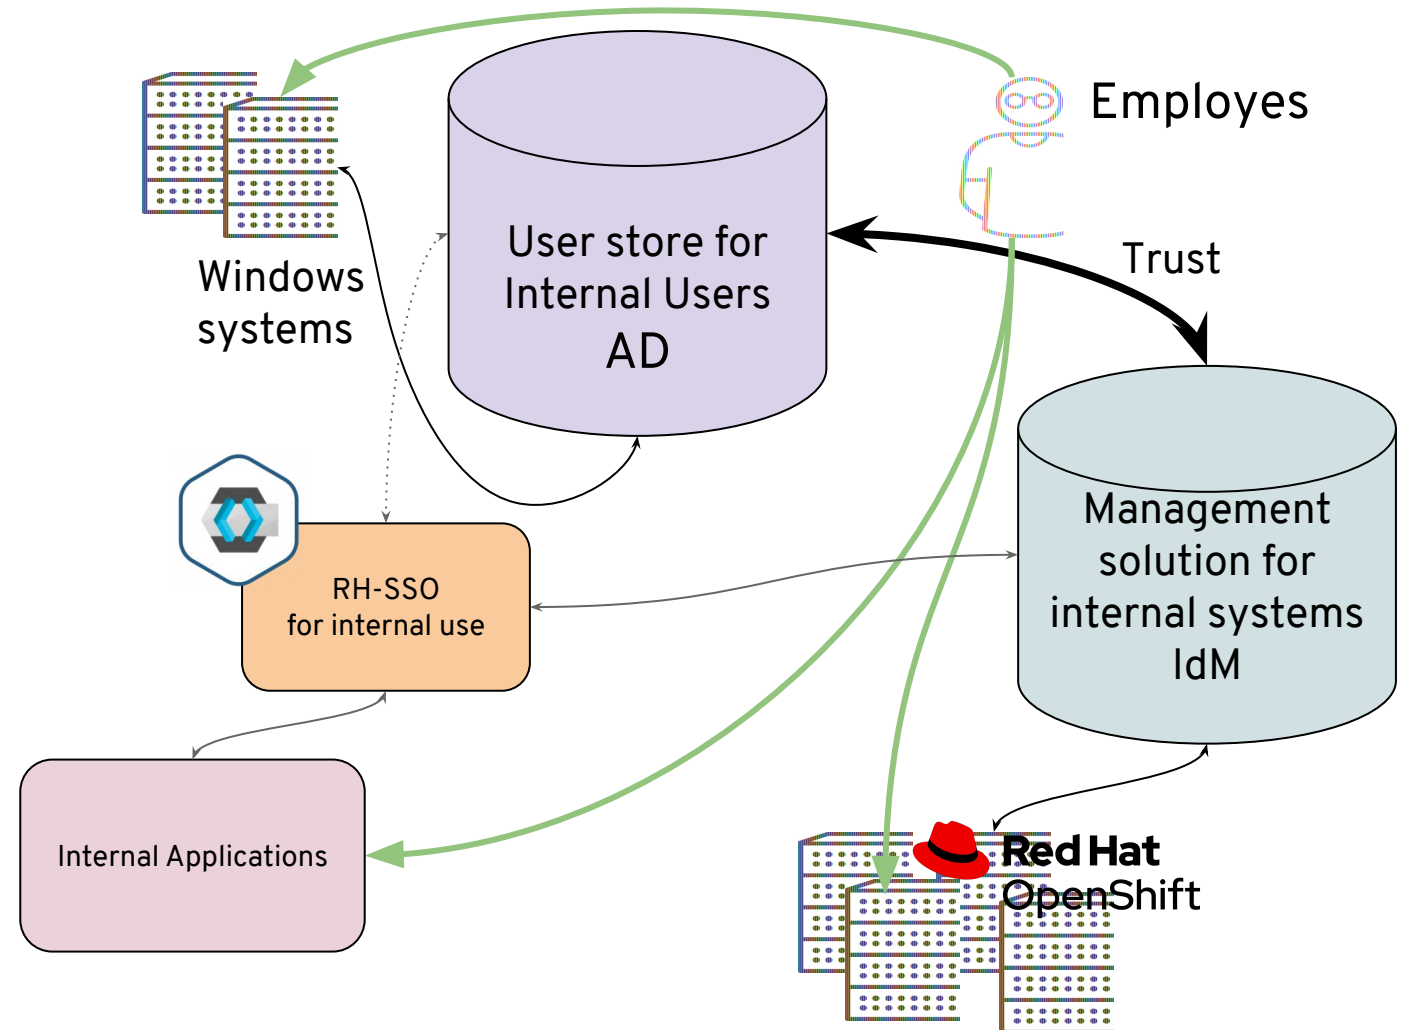 Employes
Windows
systems
User store for
Internal Users
AD
Trust
RH-SSO
for internal use
Management
solution for
internal systems
IdM
Internal Applications
Red Hat
OpenShift